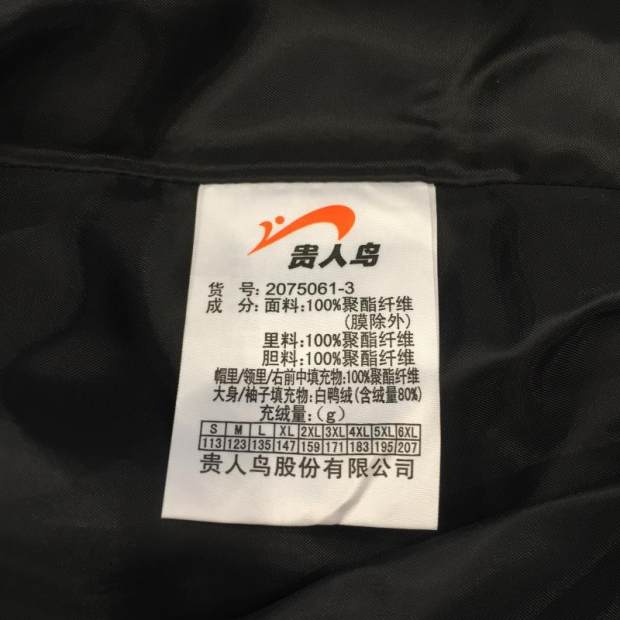 贵人鸟
货 号: 2075061-3
成 分: 面料:100%聚酯纤维
(膜除外)
里料:100%聚酯纤维
胆料:100%聚酯纤维
帽里/领里/右前中填充物:100%聚酯纤维
大身/袖子填充物: 白鸭绒(含绒量80%)
充绒量:(g)
S M L XL 2XL 3XL 4XL 5XL 6XL
113 123 135 147 159 171 183 195 207
贵人鸟股份有限公司